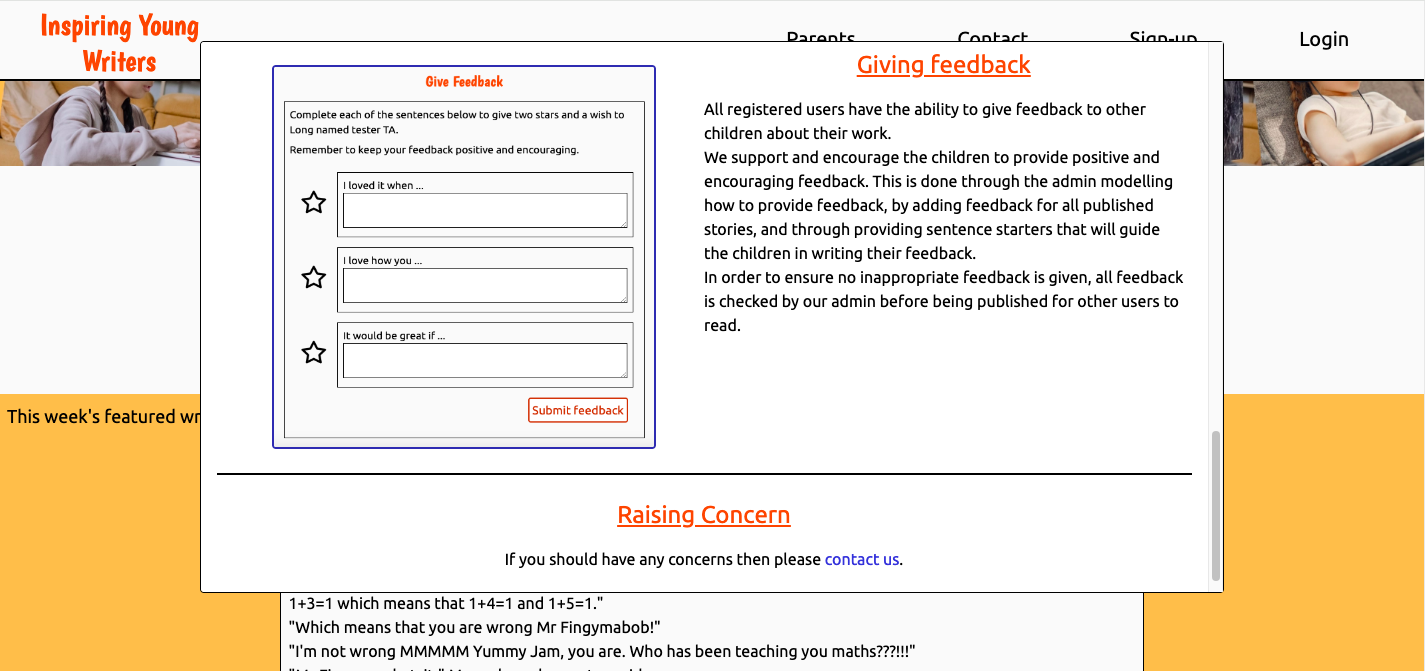 Inspiring Young
Writers
Parents
Contact
Sign-up
Login
Give Feedback
Complete each of the sentences below to give two stars and a wish to
Long named tester TA.
Remember to keep your feedback positive and encouraging.
I loved it when ...
I love how you ...
It would be great if ...
Submit feedback
Giving feedback
All registered users have the ability to give feedback to other
children about their work.
We support and encourage the children to provide positive and
encouraging feedback. This is done through the admin modelling
how to provide feedback, by adding feedback for all published
stories, and through providing sentence starters that will guide
the children in writing their feedback.
In order to ensure no inappropriate feedback is given, all feedback
is checked by our admin before being published for other users to
read.
This week's featured wr
Raising Concern
If you should have any concerns then please contact us.
1+3=1 which means that 1+4=1 and 1+5=1."
"Which means that you are wrong Mr Fingymabob!"
"I'm not wrong MMMMMM Yummy Jam, you are. Who has been teaching you maths???!!!"